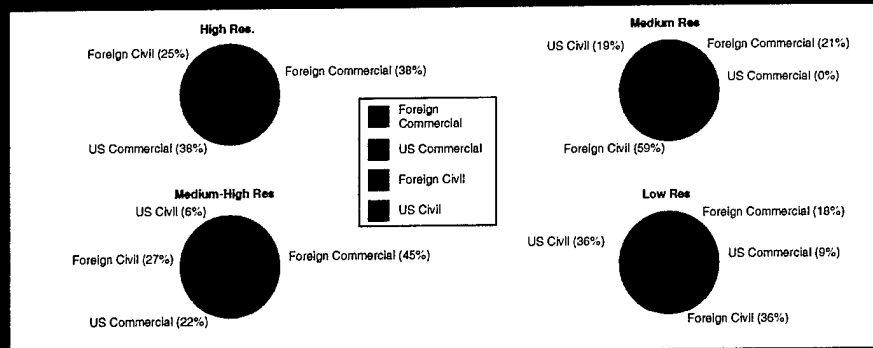 High Res.
Foreign Civil (25%)
Foreign Commercial (38%)
US Commercial (38%)
Medium-High Res
US Civil (6%)
Foreign Civil (27%)
Foreign Commercial (45%)
US Commercial (22%)
Foreign
Commercial
US Commercial
Foreign Civil
US Civil
Medium Res
US Civil (19%)
Foreign Commercial (21%)
US Commercial (0%)
Foreign Civil (59%)
Low Res
Foreign Commercial (18%)
US Civil (36%)
US Commercial (9%)
Foreign Civil (36%)